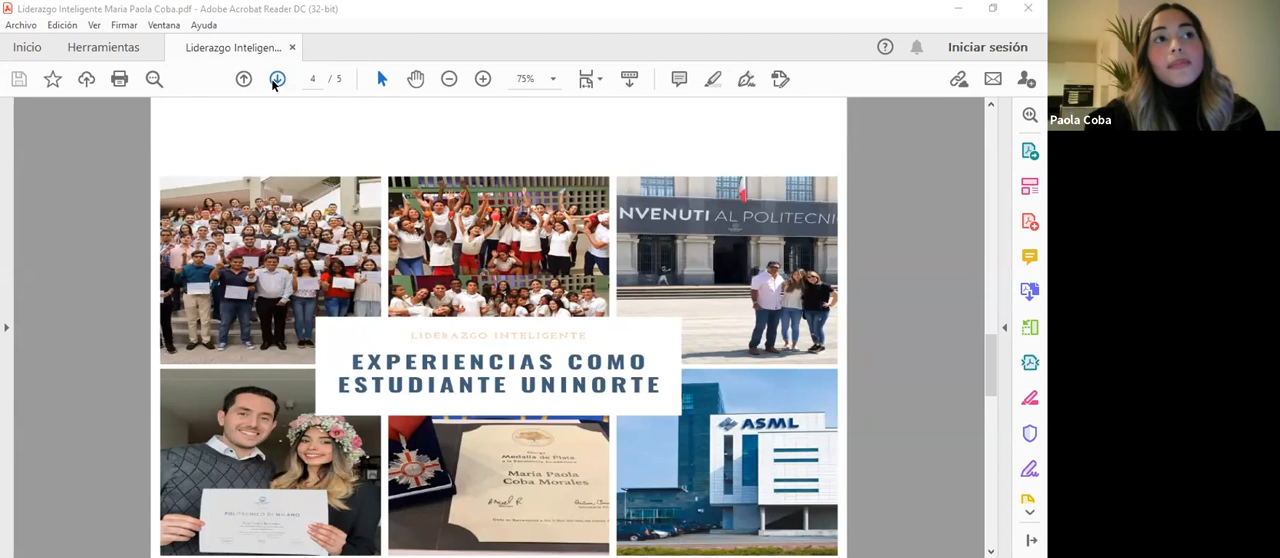 Liderazgo Inteligente Maria Paola Coba.pdf - Adobe Acrobat Reader DC (32-bit)
Archivo Edición Ver Firmar Ventana Ayuda
Inicio Herramientas Liderazgo Inteligen... Iniciar sesión
4 / 5 75%
Paola Coba
NVENUTI AL POLITECNI
LIDERAZGO INTELIGENTE
EXPERIENCIAS COMO
ESTUDIANTE UNINORTE
ASML
Medalla de Plata
Maria Paola
Coba Morales
POLITECNICO DI MILANO